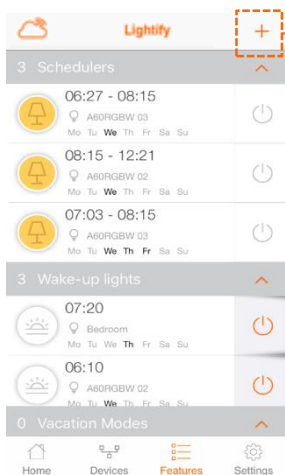 Lightify
3 Schedulers
06:27 - 08:15
A60RGBW 03
Mo Tu We Th Fr Sa Su
08:15 - 12:21
A60RGBW 02
Mo Tu We Th Fr Sa Su
07:03 - 08:15
A60RGBW 03
Mo Tu We Th Fr Sa Su
3 Wake-up lights
07:20
Bedroom
Mo Tu We Th Fr Sa Su
06:10
A60RGBW 02
Mo Tu We Th Fr Sa Su
0 Vacation Modes
Home Devices Features Settings